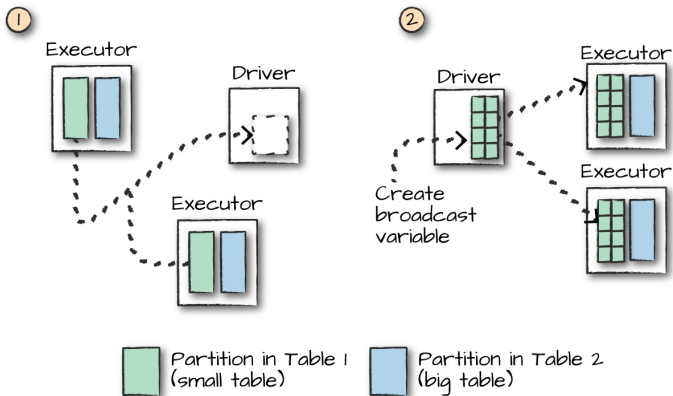 1
Executor
Driver
Executor
2
Driver
Executor
Executor
Create
broadcast
variable
Partition in Table 1
(small table)
Partition in Table 2
(big table)